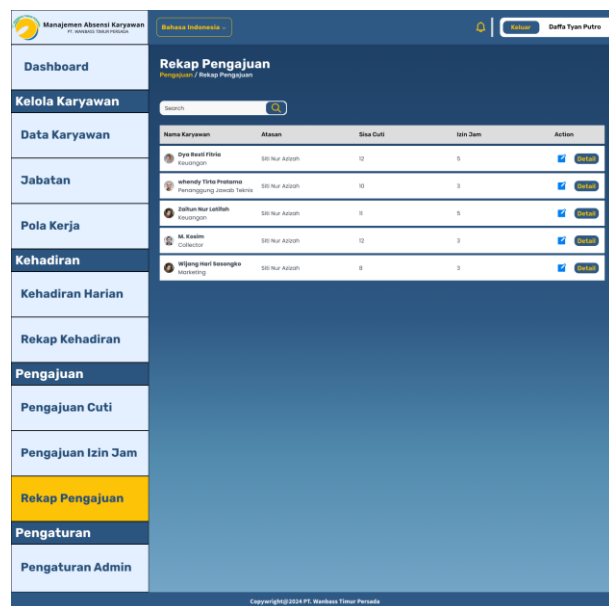 Manajemen Absensi Karyawan
PT. WANBASS TIMUR PERSADA
Bahasa Indonesia
Keluar
Daffa Tyan Putro
Dashboard
Kelola Karyawan
Data Karyawan
Jabatan
Pola Kerja
Kehadiran
Kehadiran Harian
Rekap Kehadiran
Pengajuan
Pengajuan Cuti
Pengajuan Izin Jam
Rekap Pengajuan
Pengaturan
Pengaturan Admin
Rekap Pengajuan
Pengajuan / Rekap Pengajuan
Search
Nama Karyawan Atasan Sisa Cuti Izin Jam Action
Dya Resti Fitria
Keuangan
Siti Nur Azizah 12 5 Detail
whendy Tirta Pratama
Penanggung Jawab Teknis
Siti Nur Azizah 10 3 Detail
Zaitun Nur Latifah
Keuangan
Siti Nur Azizah 11 5 Detail
M. Kosim
Collector
Siti Nur Azizah 12 3 Detail
Wijang Hari Sasongko
Marketing
Siti Nur Azizah 8 3 Detail
Copywright@2024 PT. Wanbass Timur Persada